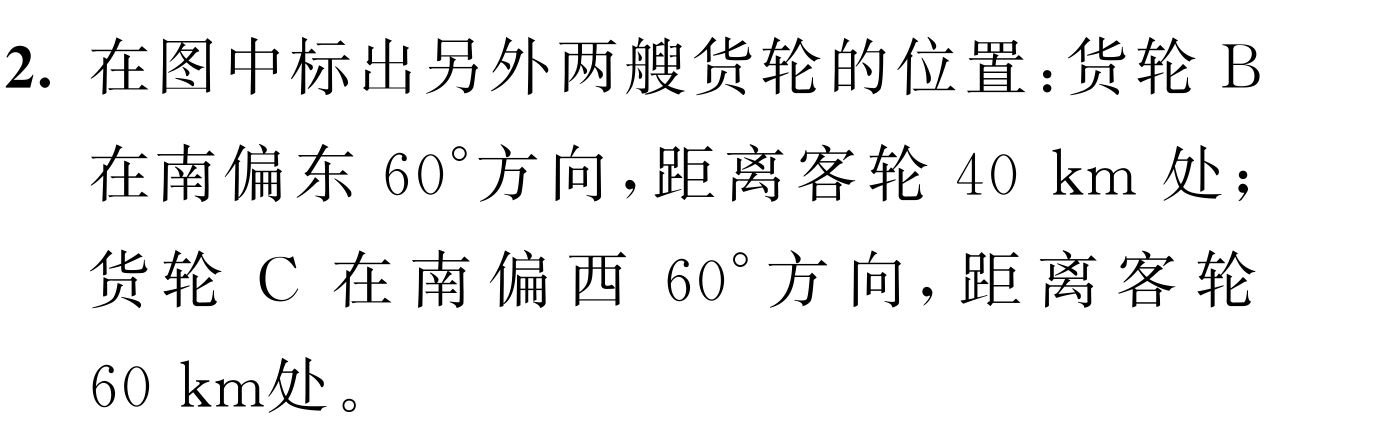 2. 在图中标出另外两艘货轮的位置:货轮 B
在南偏东 60°方向,距离客轮 40 km 处;
货轮 C 在南偏西 60°方向,距离客轮
60 km处。